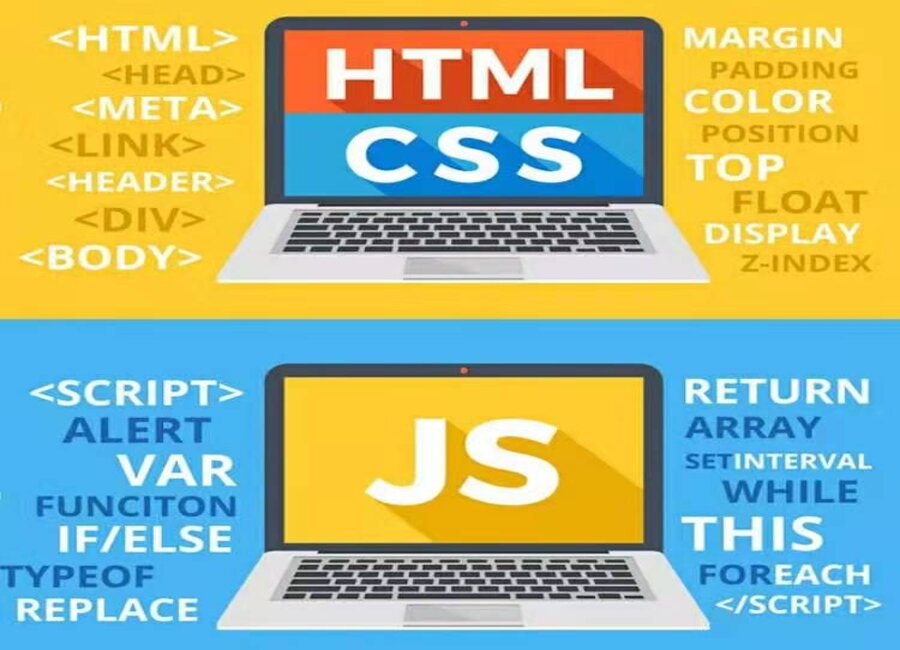 <HTML>
<HEAD>
<META>
<LINK>
<HEADER>
<DIV>
<BODY>
HTML
CSS
MARGIN
PADDING
COLOR
POSITION
TOP
FLOAT
DISPLAY
Z-INDEX
<SCRIPT>
ALERT
VAR
FUNCITON
IF/ELSE
TYPEOF
REPLACE
JS
RETURN
ARRAY
SETINTERVAL
WHILE
THIS
FOREACH
</SCRIPT>